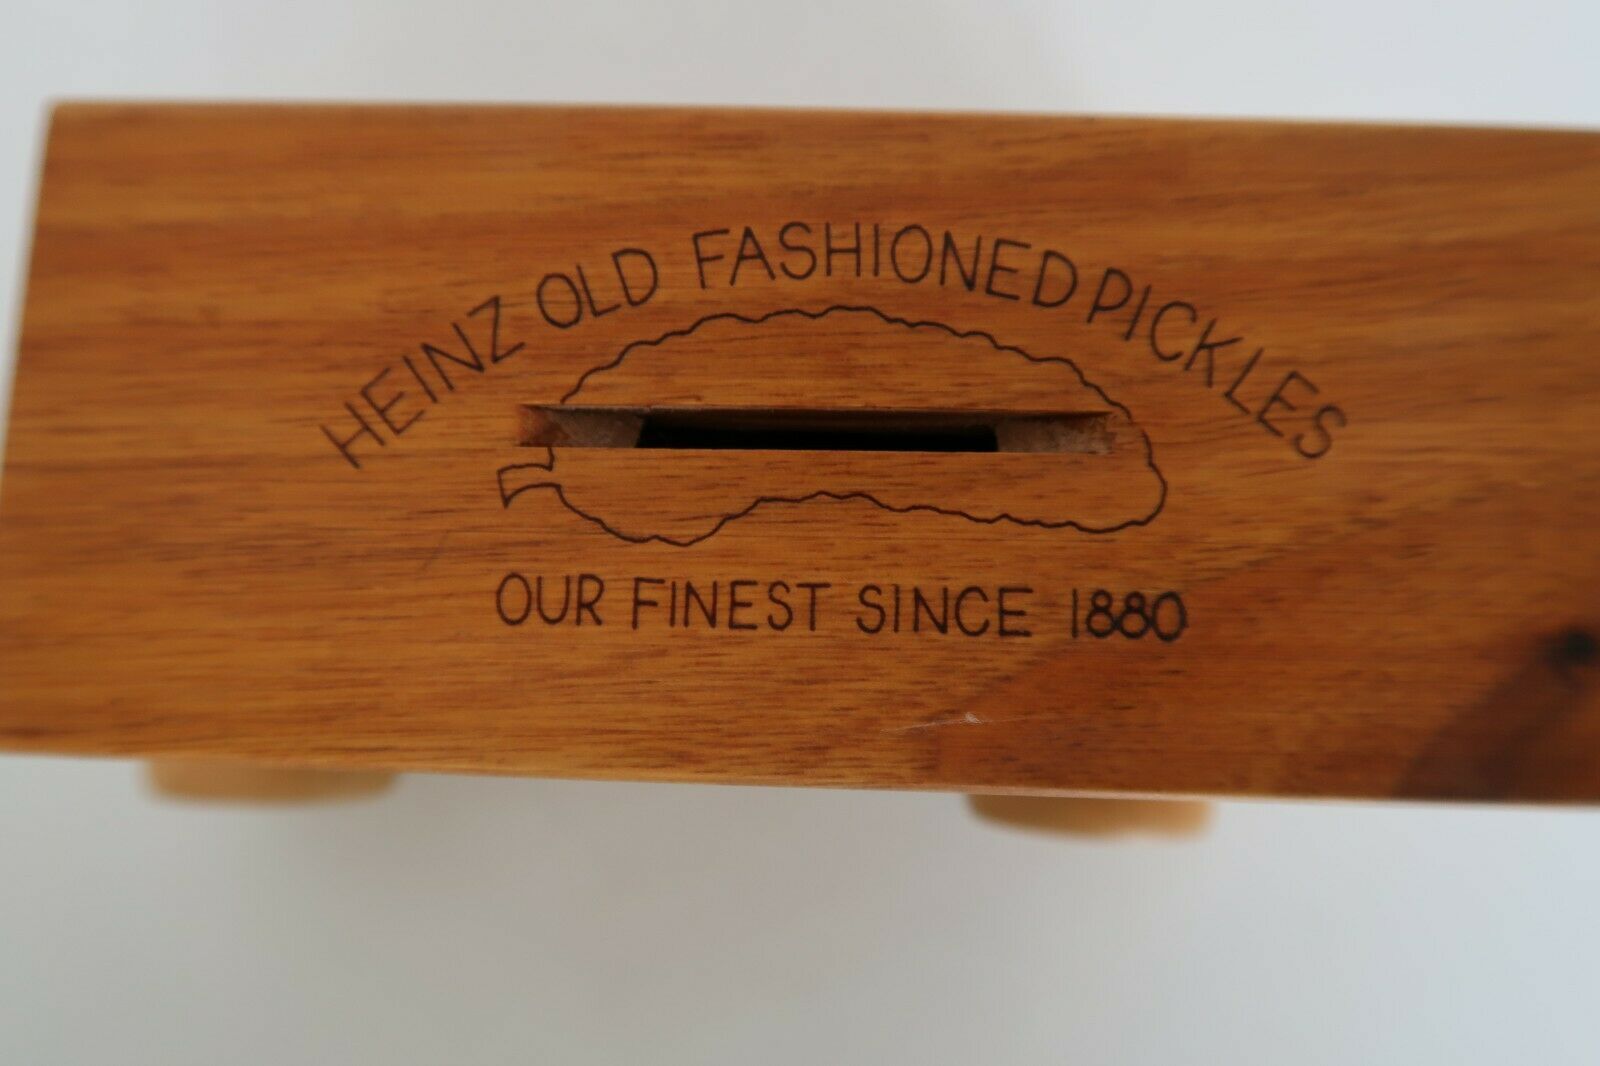 HEINZ OLD FASHIONED PICKLES
OUR FINEST SINCE 1880